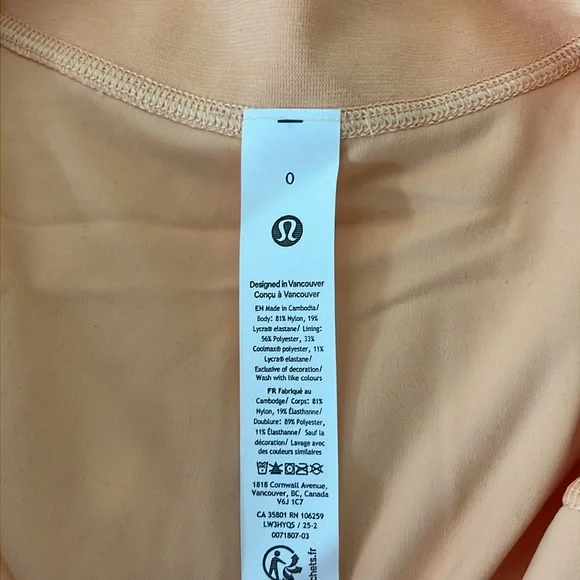 0
Designed in Vancouver
Conçu à Vancouver
EN Made in Cambodia/
Body: 81% Nylon, 19%
Lycra® elastane/ Lining:
56% Polyester, 33%
Coolmax® polyester, 11%
Lycra® elastane/
Exclusive of decoration/
Wash with like colours
FR Fabriqué au
Cambodge/ Corps: 81%
Nylon, 19% Élasthanne/
Doublure: 89% Polyester,
11% Élasthanne/ Sauf la
décoration/ Lavage avec
des couleurs similaires
1818 Cornwall Avenue,
Vancouver, BC, Canada
V6J 1C7
CA 35801 RN 106259
LW3HYQS / 25-2
0071807-03
chets.fr